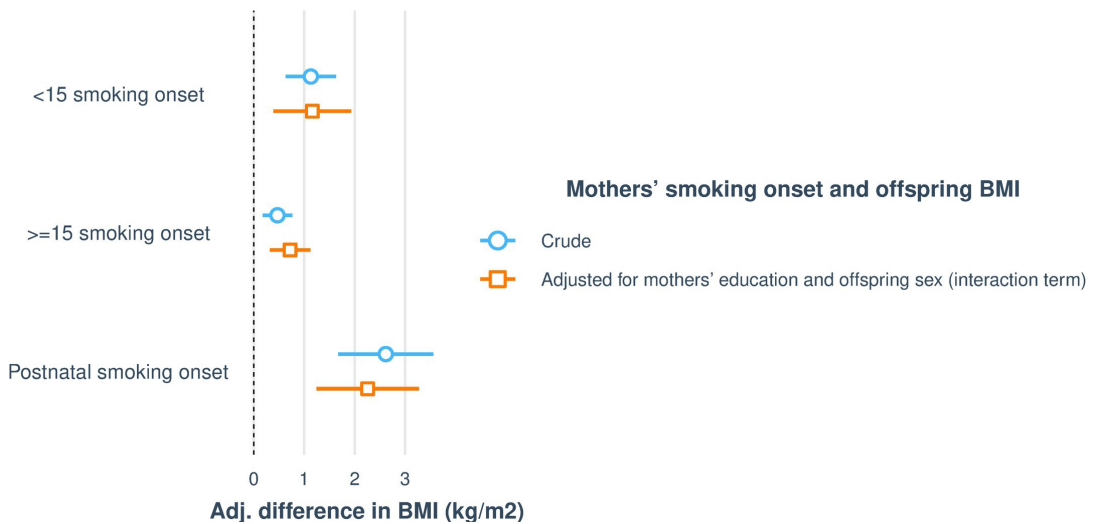 <15 smoking onset
>=15 smoking onset
Postnatal smoking onset
0 1 2 3
Adj. difference in BMI (kg/m2)
Mothers’ smoking onset and offspring BMI
Crude
Adjusted for mothers’ education and offspring sex (interaction term)